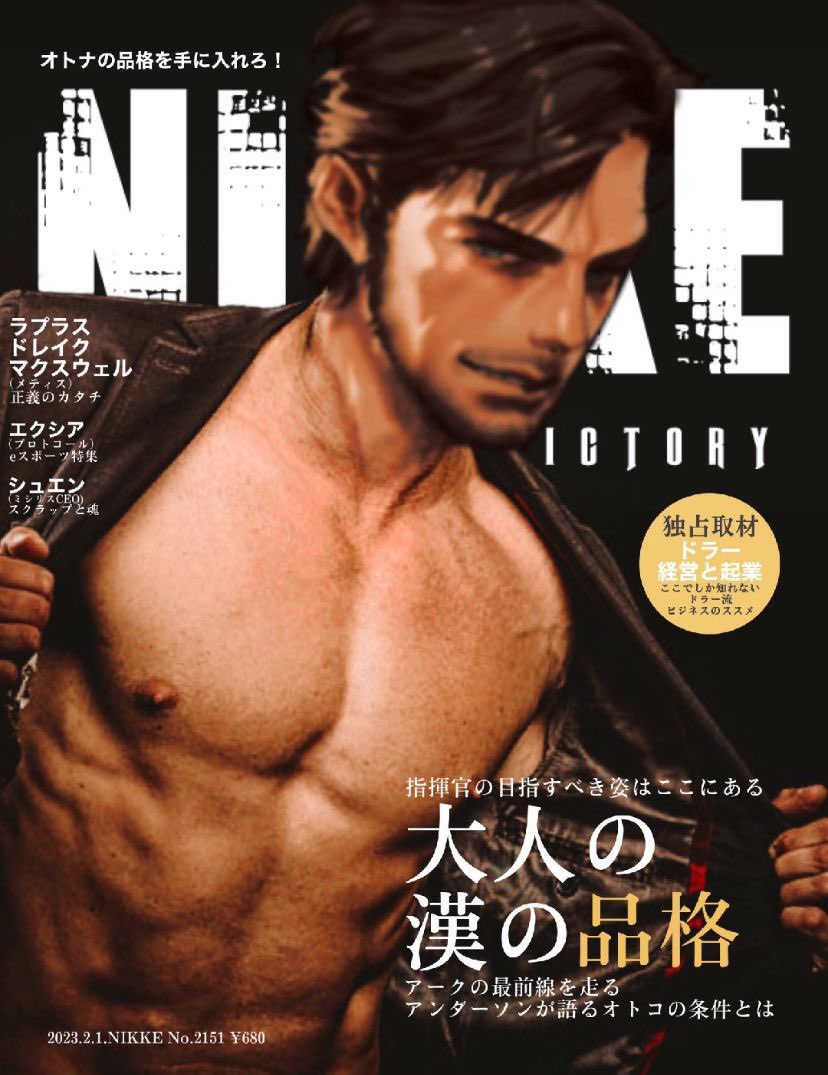 オトナの品格を手に入れろ！
NIKKE
ICTORY
ラプラス
ドレイク
マクスウェル
（メティス）
正義のカタチ
エクシア
（プロトコール）
eスポーツ特集
シュエン
（ミシリスCEO）
スクラップと魂
独占取材
ドラー
経営と起業
ここでしか知れない
ドラー流
ビジネスのススメ
指揮官の目指すべき姿はここにある
大人の
漢の品格
アークの最前線を走る
アンダーソンが語るオトコの条件とは
2023.2.1.NIKKE No.2151 ¥680